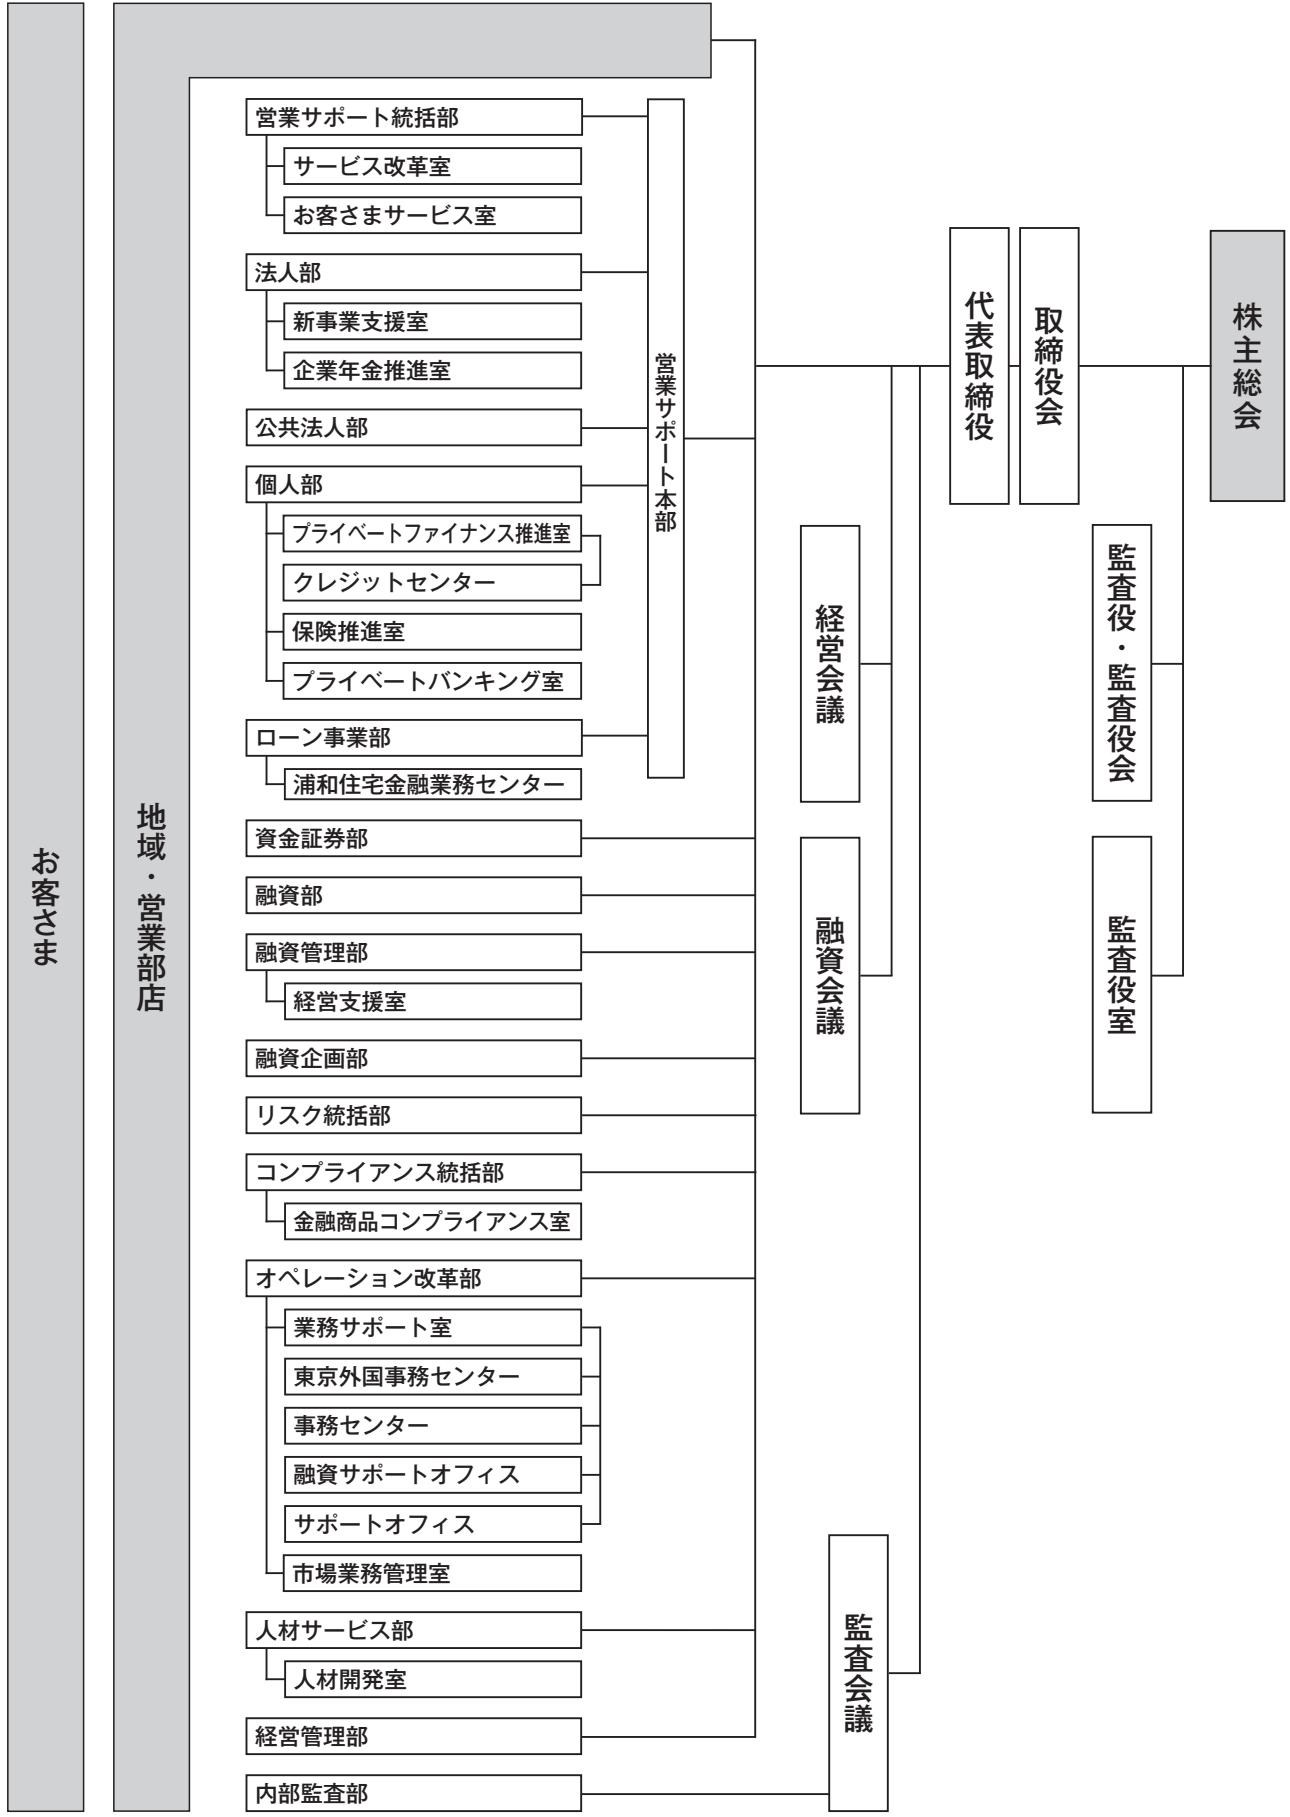 お客さま
地域・営業部店
営業サポート統括部
サービス改革室
お客さまサービス室
法人部
新事業支援室
企業年金推進室
公共法人部
個人部
プライベートファイナンス推進室
クレジットセンター
保険推進室
プライベートバンキング室
ローン事業部
浦和住宅金融業務センター
資金証券部
融資部
融資管理部
経営支援室
融資企画部
リスク統括部
コンプライアンス統括部
金融商品コンプライアンス室
オペレーション改革部
業務サポート室
東京外国事務センター
事務センター
融資サポートオフィス
サポートオフィス
市場業務管理室
人材サービス部
人材開発室
経営管理部
内部監査部
営業サポート本部
経営会議
融資会議
監査会議
代表取締役
取締役会
監査役・監査役会
監査役室
株主総会